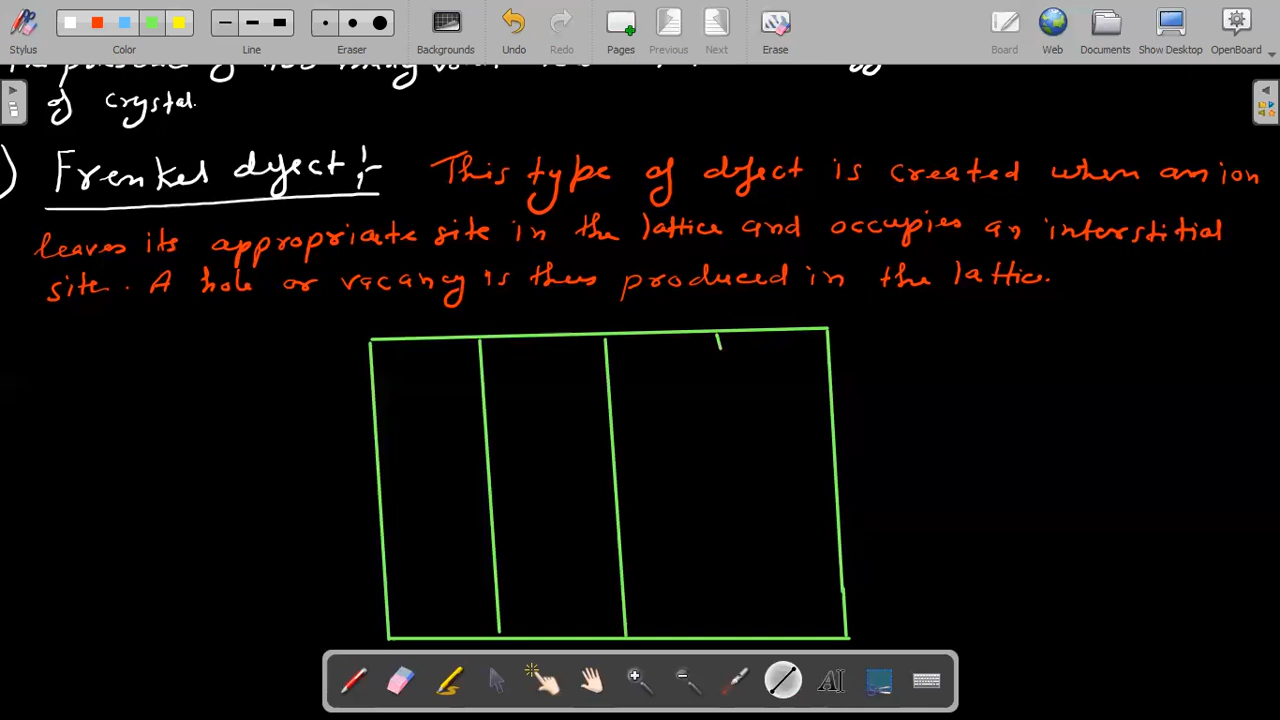 Stylus
Color
Line
Eraser
Backgrounds
Undo
Redo
Pages
Previous
Next
Erase
Board
Web
Documents
Show Desktop
OpenBoard
of crystal.
) Frenkel defect :- This type of defect is created when an ion
leaves its appropriate site in the lattice and occupies an interstitial
site. A hole or vacancy is thus produced in the lattice.
AI